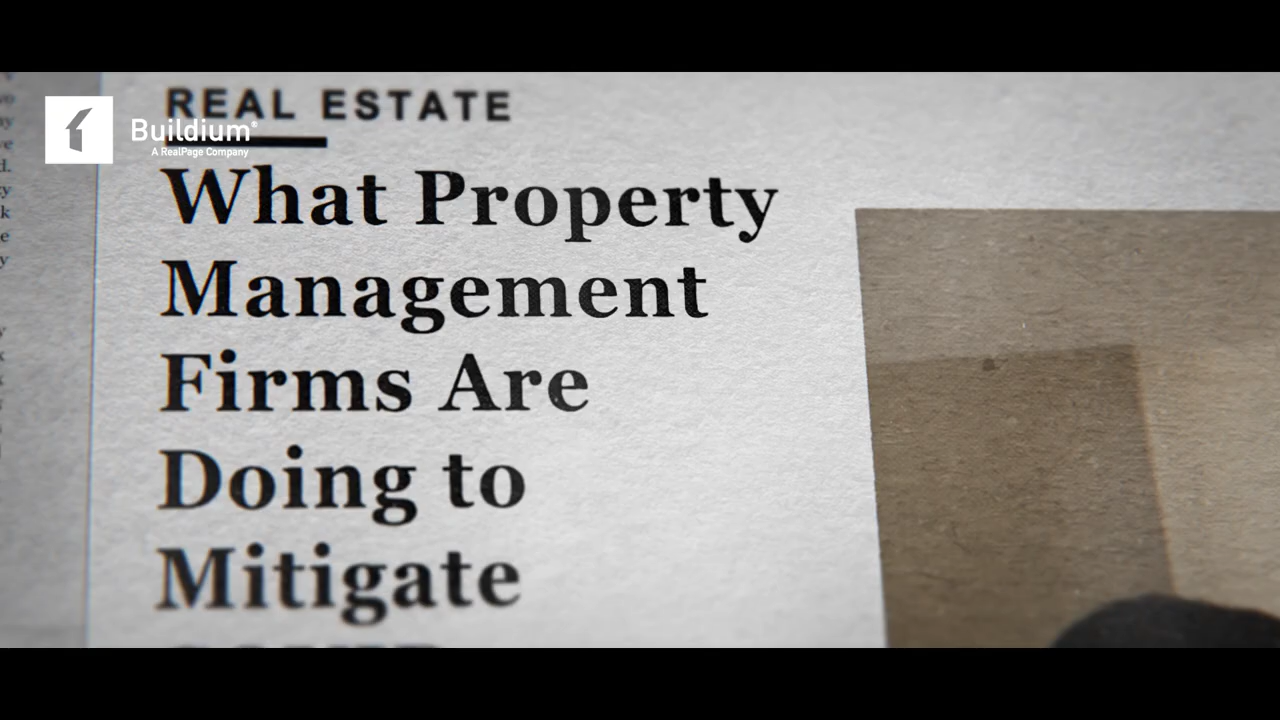 REAL ESTATE
Buildium®
A RealPage Company
What Property
Management
Firms Are
Doing to
Mitigate